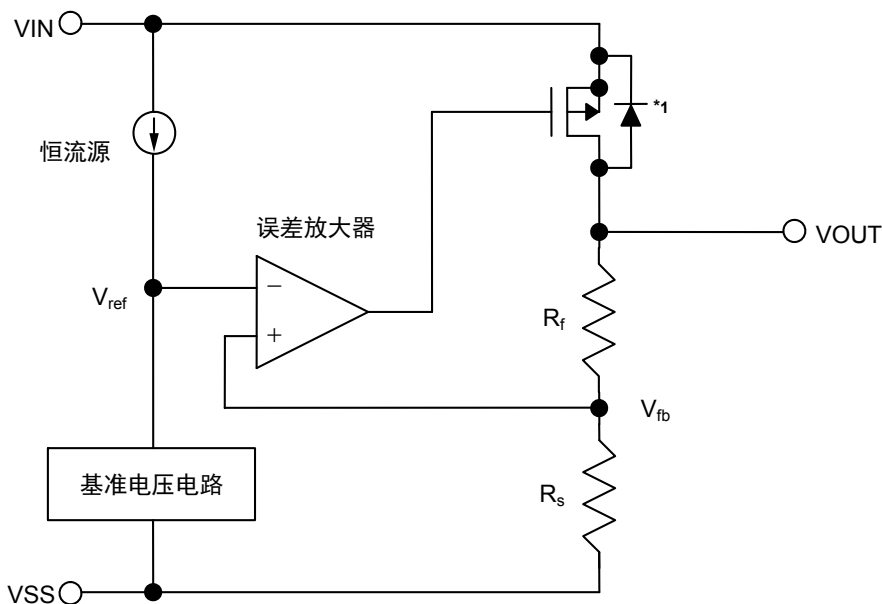 VIN
*1
恒流源
误差放大器
VOUT
Vref
−
+
Rf
Vfb
基准电压电路
Rs
VSS